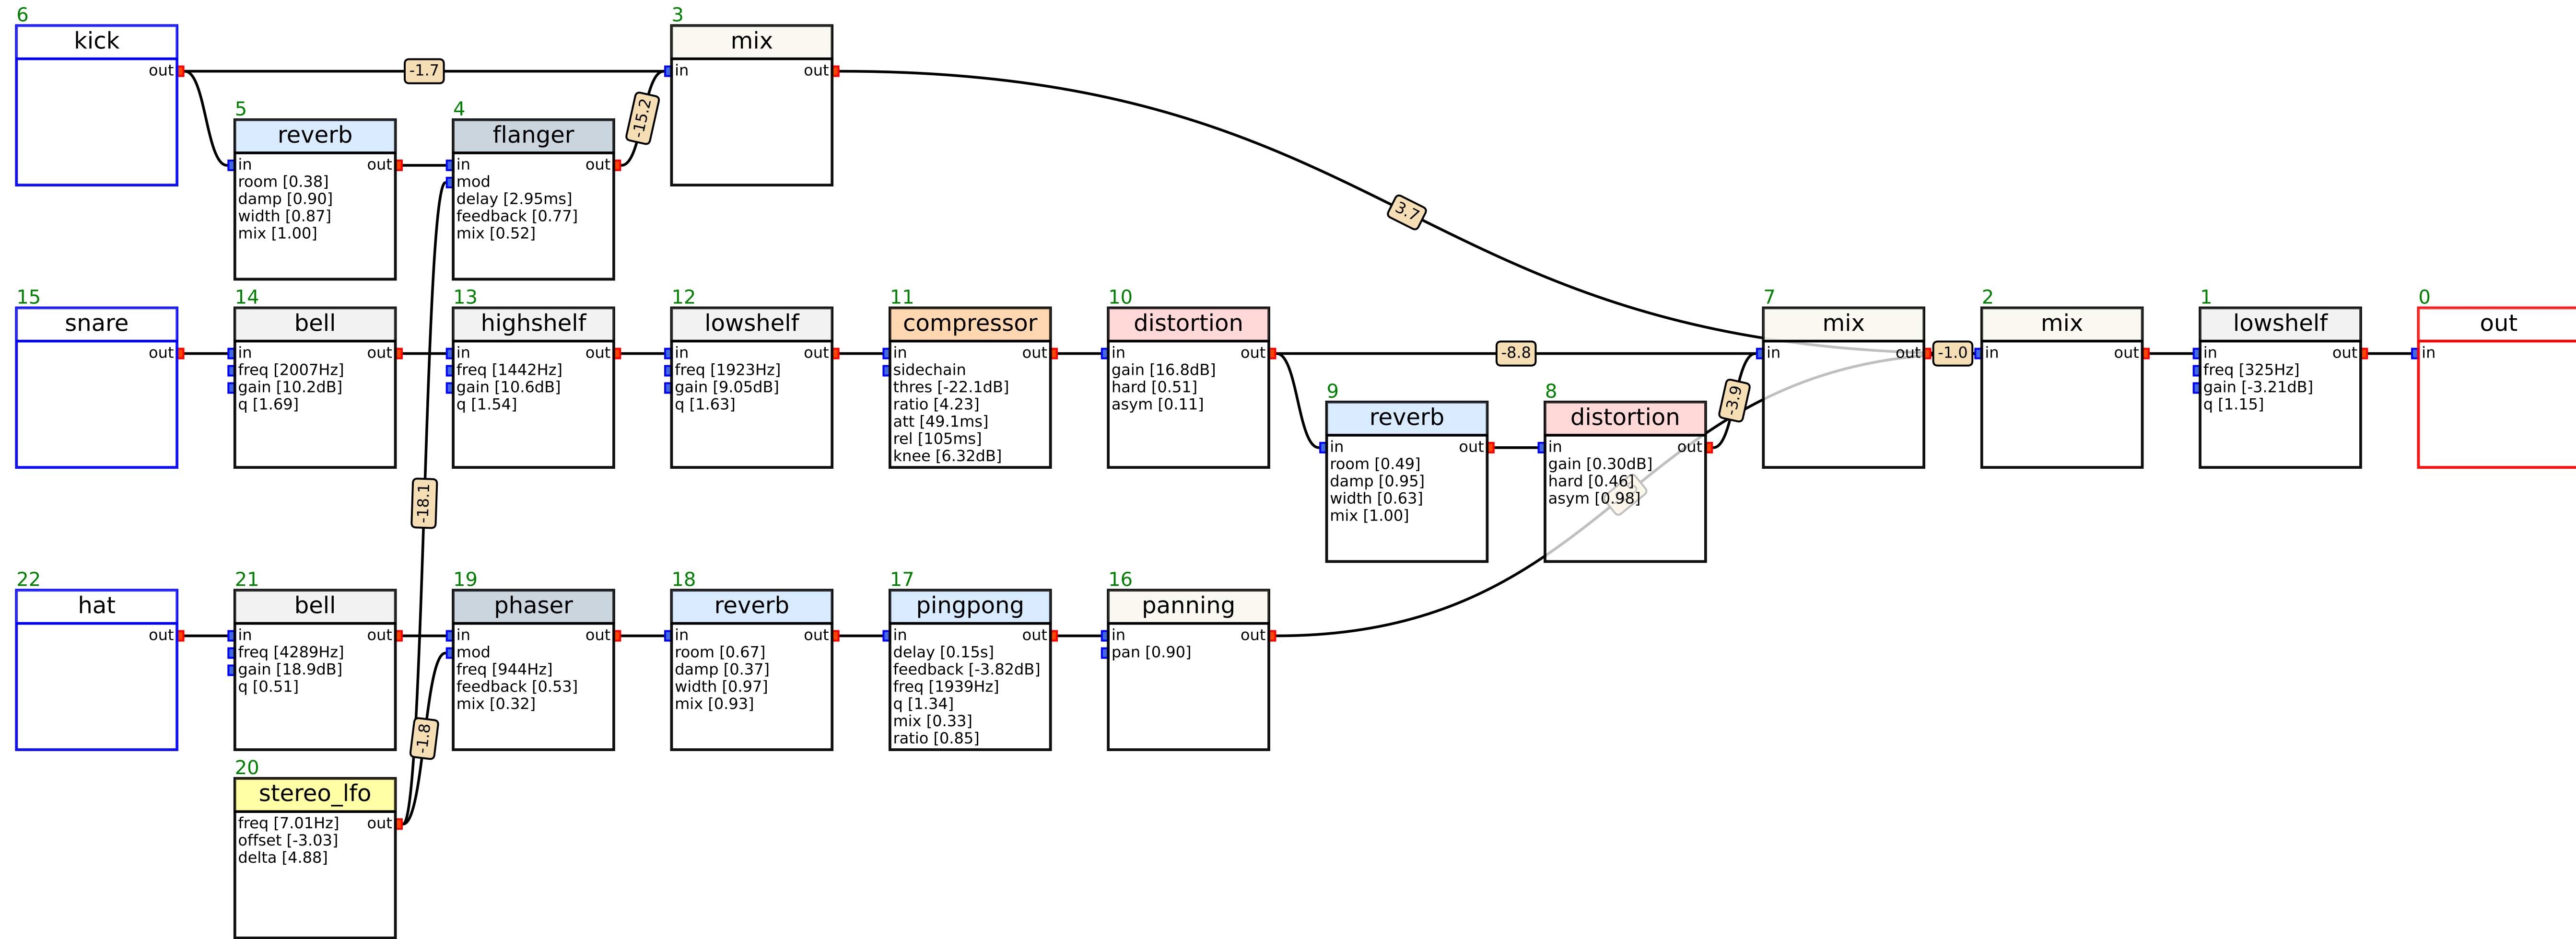 6
kick
out
-1.7
3
mix
in out
5
reverb
in out
room [0.38]
damp [0.90]
width [0.87]
mix [1.00]
4
flanger
in out
mod
delay [2.95ms]
feedback [0.77]
mix [0.52]
-15.2
3.7
15
snare
out
14
bell
in out
freq [2007Hz]
gain [10.2dB]
q [1.69]
13
highshelf
in out
freq [1442Hz]
gain [10.6dB]
q [1.54]
12
lowshelf
in out
freq [1923Hz]
gain [9.05dB]
q [1.63]
11
compressor
in out
sidechain
thres [-22.1dB]
ratio [4.23]
att [49.1ms]
rel [105ms]
knee [6.32dB]
10
distortion
in out
gain [16.8dB]
hard [0.51]
asym [0.11]
-8.8
9
reverb
in out
room [0.49]
damp [0.95]
width [0.63]
mix [1.00]
8
distortion
in out
gain [0.30dB]
hard [0.46]
asym [0.98]
-3.9
7
mix
in out
-1.0
2
mix
in out
1
lowshelf
in out
freq [325Hz]
gain [-3.21dB]
q [1.15]
0
out
in
-18.1
22
hat
out
21
bell
in out
freq [4289Hz]
gain [18.9dB]
q [0.51]
19
phaser
in out
mod
freq [944Hz]
feedback [0.53]
mix [0.32]
18
reverb
in out
room [0.67]
damp [0.37]
width [0.97]
mix [0.93]
17
pingpong
in out
delay [0.15s]
feedback [-3.82dB]
freq [1939Hz]
q [1.34]
mix [0.33]
ratio [0.85]
16
panning
in out
pan [0.90]
-1.8
20
stereo_lfo
freq [7.01Hz] out
offset [-3.03]
delta [4.88]